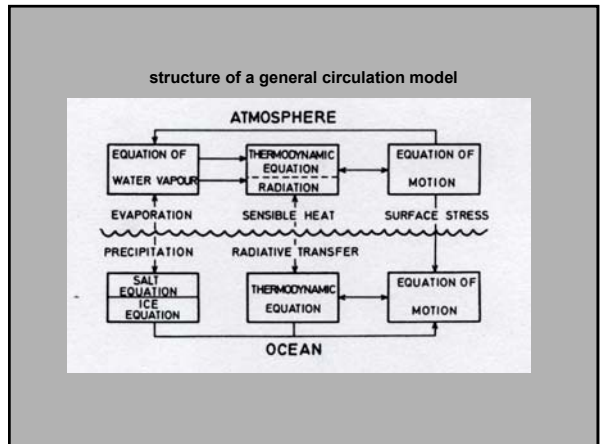 structure of a general circulation model
ATMOSPHERE
EQUATION OF
WATER VAPOUR
THERMODYNAMIC
EQUATION
RADIATION
EQUATION OF
MOTION
EVAPORATION
SENSIBLE HEAT
SURFACE STRESS
PRECIPITATION
RADIATIVE TRANSFER
SALT
EQUATION
ICE
EQUATION
THERMODYNAMIC
EQUATION
EQUATION OF
MOTION
OCEAN